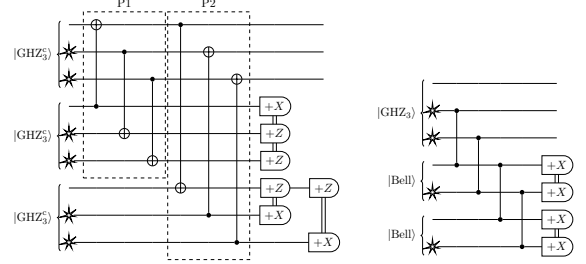 P1 P2
|GHZ₃ᶜ⟩
|GHZ₃ᶜ⟩
+X
+Z
+Z
|GHZ₃ᶜ⟩
+Z +Z
+X
+X
|GHZ₃⟩
|Bell⟩
+X
+X
|Bell⟩
+X
+X